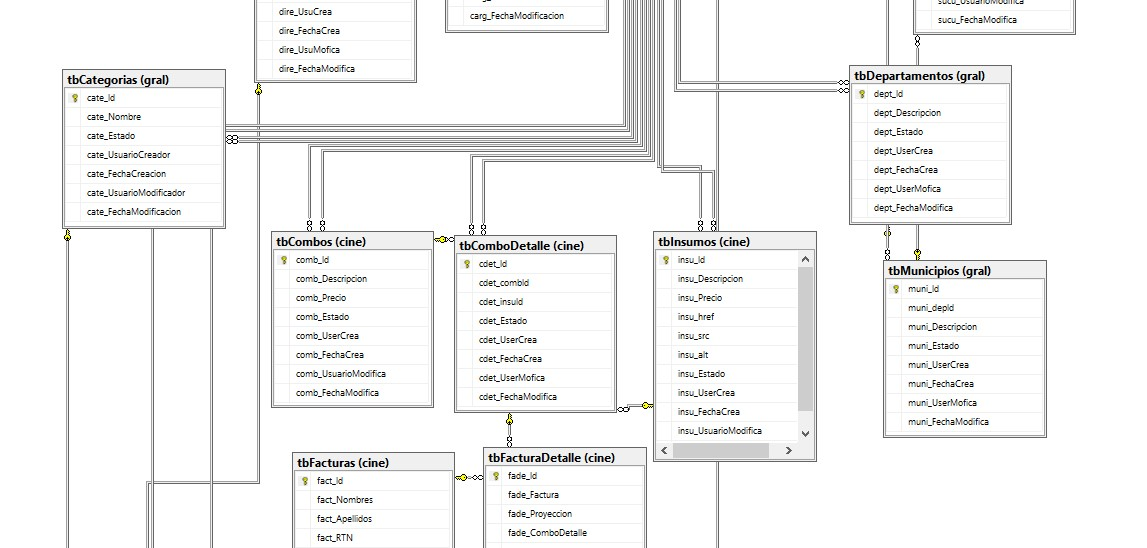 dire_UsuCrea
dire_FechaCrea
dire_UsuMofica
dire_FechaModifica
carg_FechaModificacion
sucu_UsuarioModifica
sucu_FechaModifica
tbCategorias (gral)
cate_Id
cate_Nombre
cate_Estado
cate_UsuarioCreador
cate_FechaCreacion
cate_UsuarioModificador
cate_FechaModificacion
tbDepartamentos (gral)
dept_Id
dept_Descripcion
dept_Estado
dept_UserCrea
dept_FechaCrea
dept_UserMofica
dept_FechaModifica
tbCombos (cine)
comb_Id
comb_Descripcion
comb_Precio
comb_Estado
comb_UserCrea
comb_FechaCrea
comb_UsuarioModifica
comb_FechaModifica
tbComboDetalle (cine)
cdet_Id
cdet_combId
cdet_insuId
cdet_Estado
cdet_UserCrea
cdet_FechaCrea
cdet_UserMofica
cdet_FechaModifica
tbInsumos (cine)
insu_Id
insu_Descripcion
insu_Precio
insu_href
insu_src
insu_alt
insu_Estado
insu_UserCrea
insu_FechaCrea
insu_UsuarioModifica
tbMunicipios (gral)
muni_Id
muni_depId
muni_Descripcion
muni_Estado
muni_UserCrea
muni_FechaCrea
muni_UserMofica
muni_FechaModifica
tbFacturas (cine)
fact_Id
fact_Nombres
fact_Apellidos
fact_RTN
tbFacturaDetalle (cine)
fade_Id
fade_Factura
fade_Proyeccion
fade_ComboDetalle